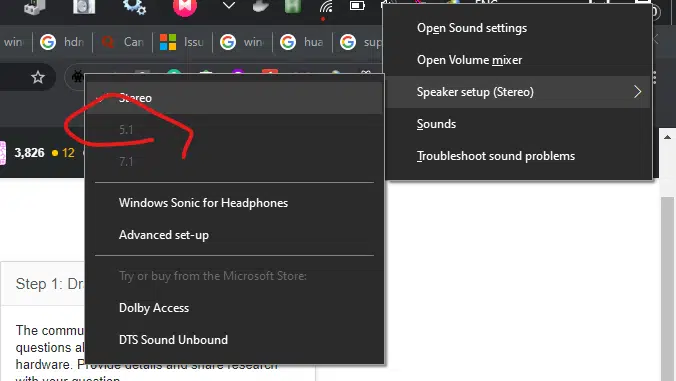 ENG
Open Sound settings
wine
hdn
Can
Issu
win
hua
sup
Open Volume mixer
Speaker setup (Stereo)
Stereo
Sounds
5.1
3,826 12
Troubleshoot sound problems
7.1
Windows Sonic for Headphones
Advanced set-up
Try or buy from the Microsoft Store:
Step 1: Dra
Dolby Access
The commu
questions al
DTS Sound Unbound
hardware. Provide details and share research
with your question